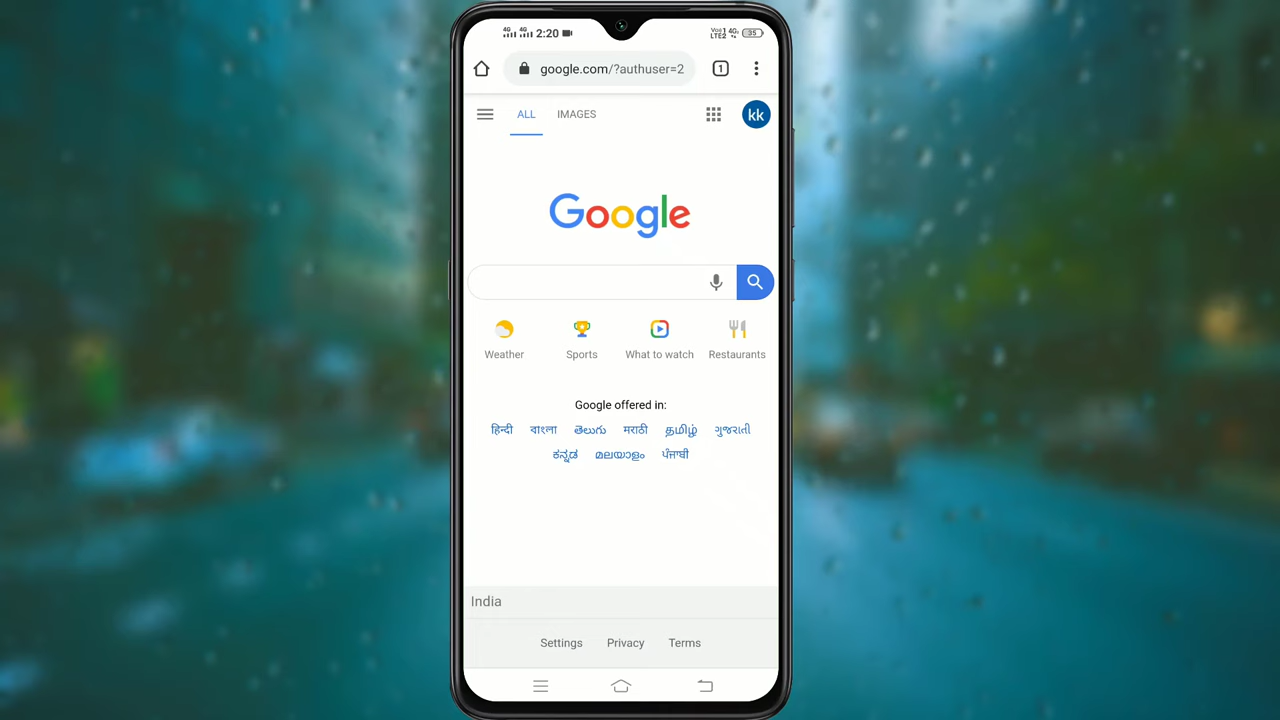 4G 4G 2:20 Vo) 1 4G 35
LTE2
google.com/?authuser=2 1
ALL IMAGES kk
Google
Weather Sports What to watch Restaurants
Google offered in:
हिन्दी বাংলা తెలుగు मराठी தமிழ் ગુજરાતી
ಕನ್ನಡ മലയാളം ਪੰਜਾਬੀ
India
Settings Privacy Terms